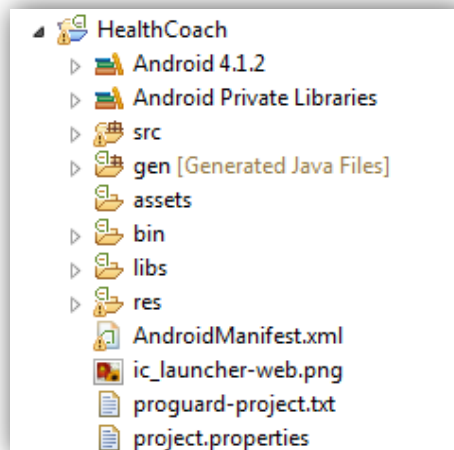 HealthCoach
Android 4.1.2
Android Private Libraries
src
gen [Generated Java Files]
assets
bin
libs
res
AndroidManifest.xml
ic_launcher-web.png
proguard-project.txt
project.properties